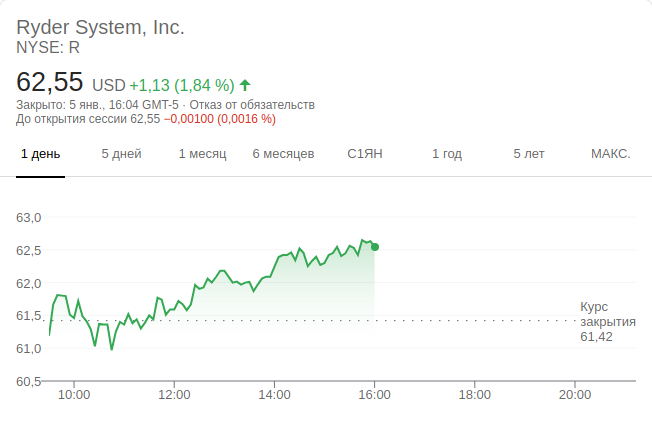 Ryder System, Inc.
NYSE: R
62,55 USD +1,13 (1,84 %)
Закрыто: 5 янв., 16:04 GMT-5 · Отказ от обязательств
До открытия сессии 62,55 −0,00100 (0,0016 %)
1 день 5 дней 1 месяц 6 месяцев С1ЯН 1 год 5 лет МАКС.
63,0
62,5
62,0
61,5
61,0
60,5
Курс
закрытия
61,42
10:00 12:00 14:00 16:00 18:00 20:00